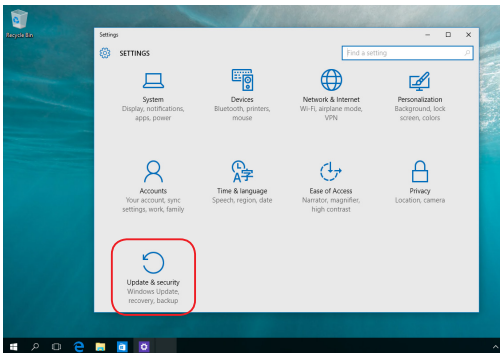 Recycle Bin
Settings
SETTINGS
Find a setting
System
Display, notifications,
apps, power
Devices
Bluetooth, printers,
mouse
Network & Internet
Wi-Fi, airplane mode,
VPN
Personalization
Background, lock
screen, colors
Accounts
Your account, sync
settings, work, family
Time & language
Speech, region, date
Ease of Access
Narrator, magnifier,
high contrast
Privacy
Location, camera
Update & security
Windows Update,
recovery, backup